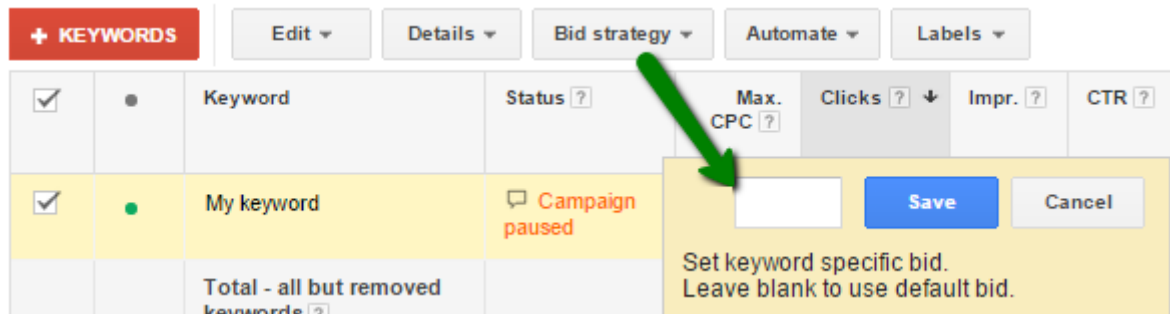 + KEYWORDS Edit Details Bid strategy Automate Labels
Keyword Status ? Max. CPC ? Clicks ? Impr. ? CTR ?
My keyword Campaign paused Save Cancel
Set keyword specific bid.
Leave blank to use default bid.
Total - all but removed
keywords ?